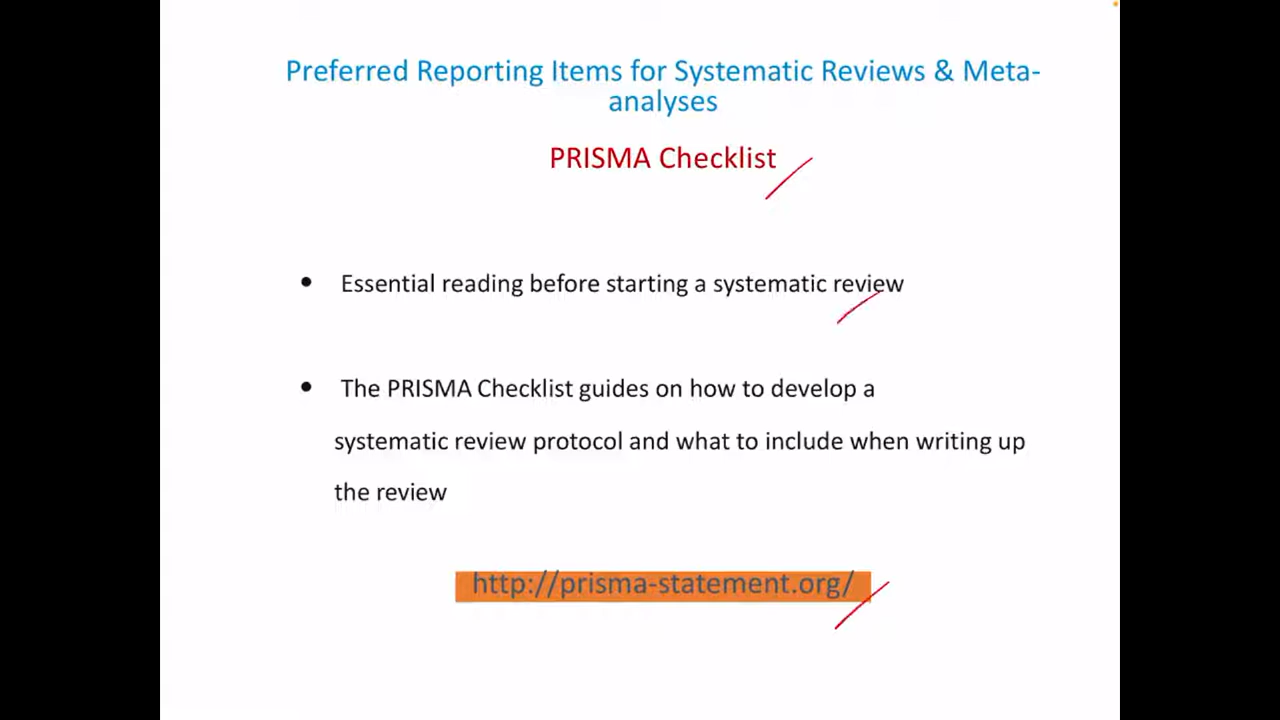 Preferred Reporting Items for Systematic Reviews & Meta-
analyses
PRISMA Checklist
• Essential reading before starting a systematic review
• The PRISMA Checklist guides on how to develop a
systematic review protocol and what to include when writing up
the review
http://prisma-statement.org/